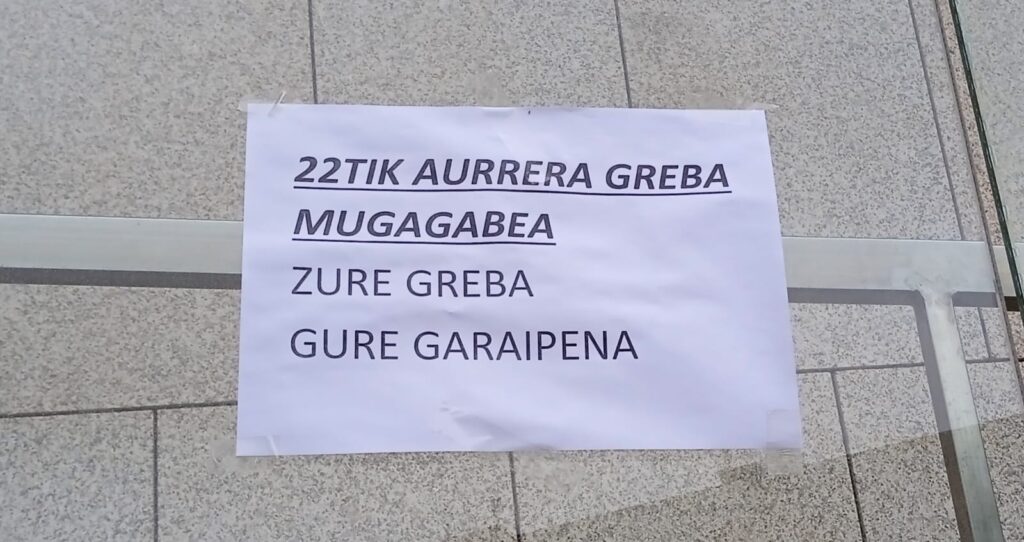 22TIK AURRERA GREBA
MUGAGABEA
ZURE GREBA
GURE GARAIPENA